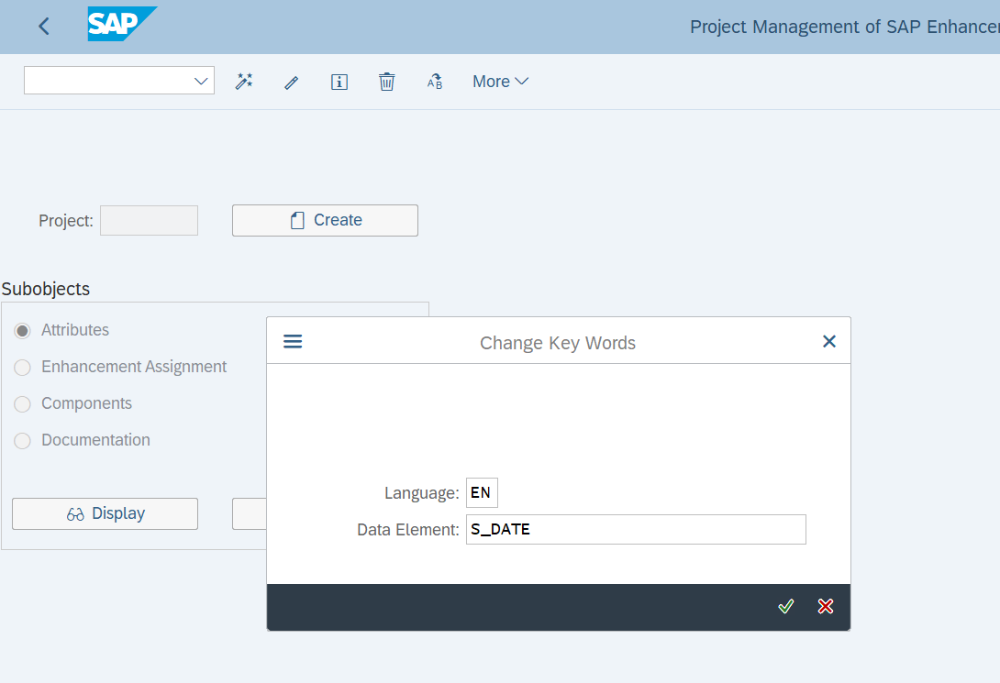 SAP
Project Management of SAP Enhancer
More
Project:
Create
Subobjects
Attributes
Enhancement Assignment
Components
Documentation
Display
Change Key Words
Language: EN
Data Element: S_DATE